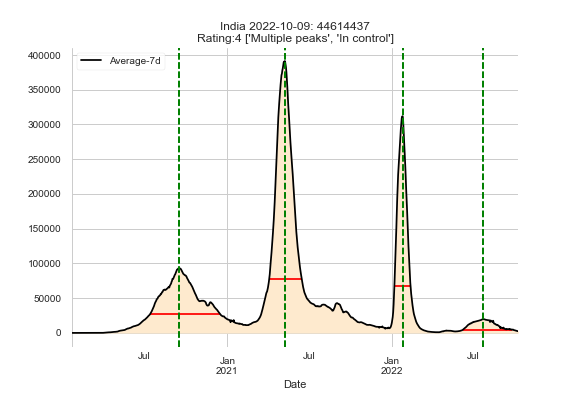 India 2022-10-09: 44614437
Rating:4 ['Multiple peaks', 'In control']
Average-7d
400000
350000
300000
250000
200000
150000
100000
50000
0
Jul
Jan
2021
Jul
Jan
2022
Jul
Date